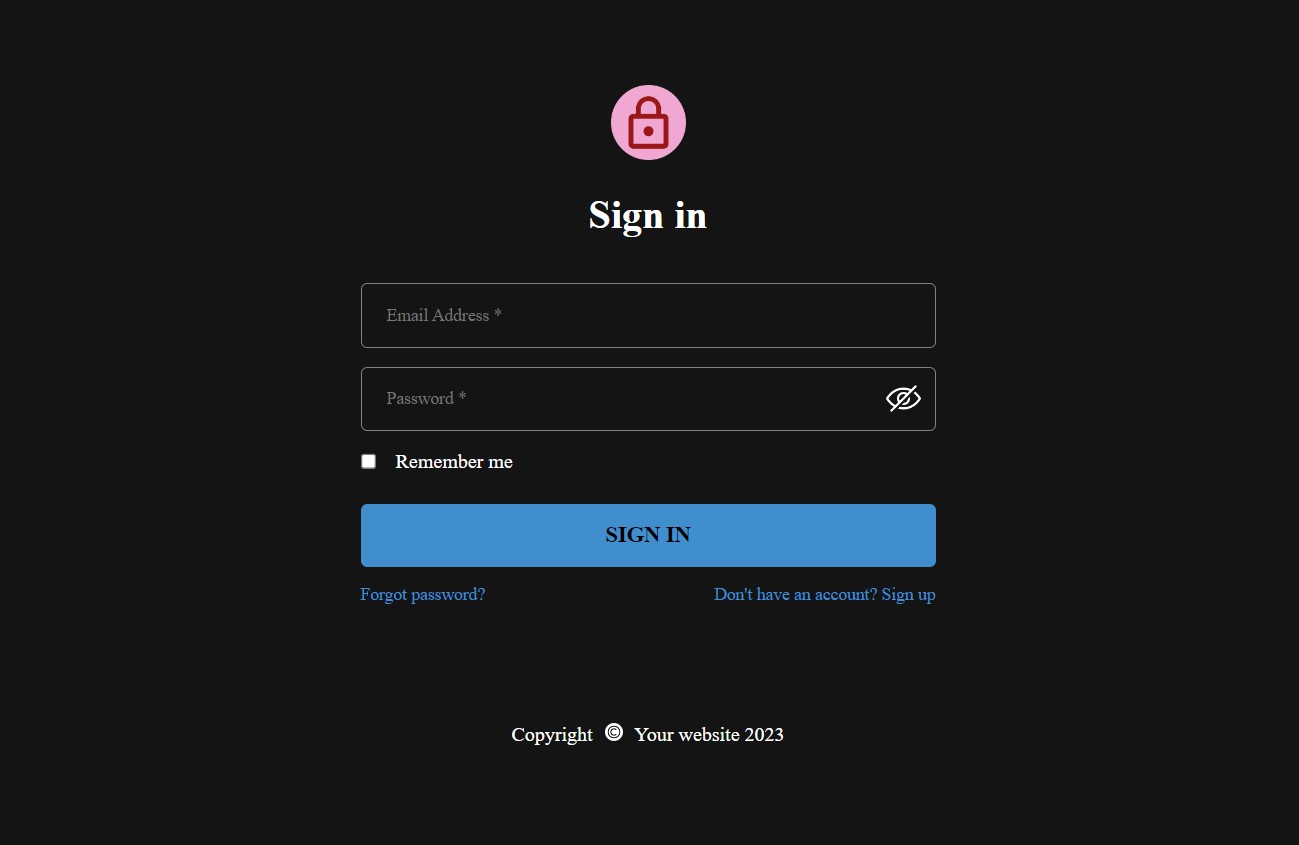 Sign in
Email Address *
Password *
Remember me
SIGN IN
Forgot password? Don't have an account? Sign up
Copyright © Your website 2023